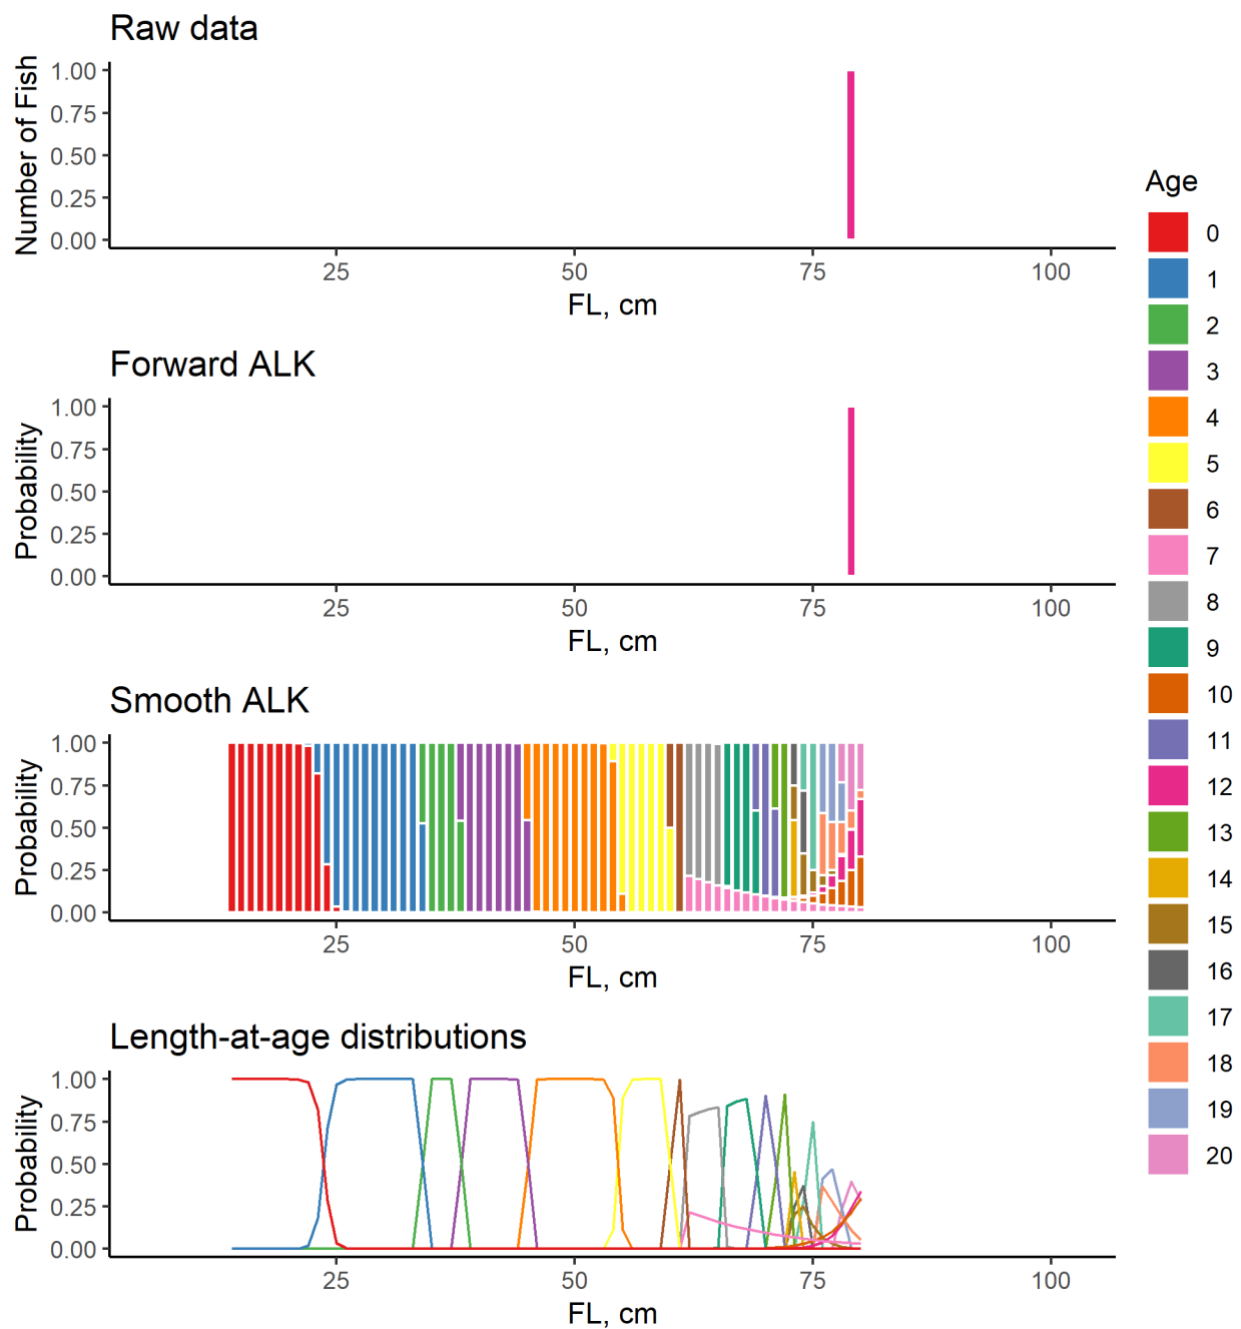 Raw data
Number of Fish
1.00
0.75
0.50
0.25
0.00
25 50 75 100
FL, cm
Forward ALK
Probability
1.00
0.75
0.50
0.25
0.00
25 50 75 100
FL, cm
Smooth ALK
Probability
1.00
0.75
0.50
0.25
0.00
25 50 75 100
FL, cm
Length-at-age distributions
Probability
1.00
0.75
0.50
0.25
0.00
25 50 75 100
FL, cm
Age
0
1
2
3
4
5
6
7
8
9
10
11
12
13
14
15
16
17
18
19
20